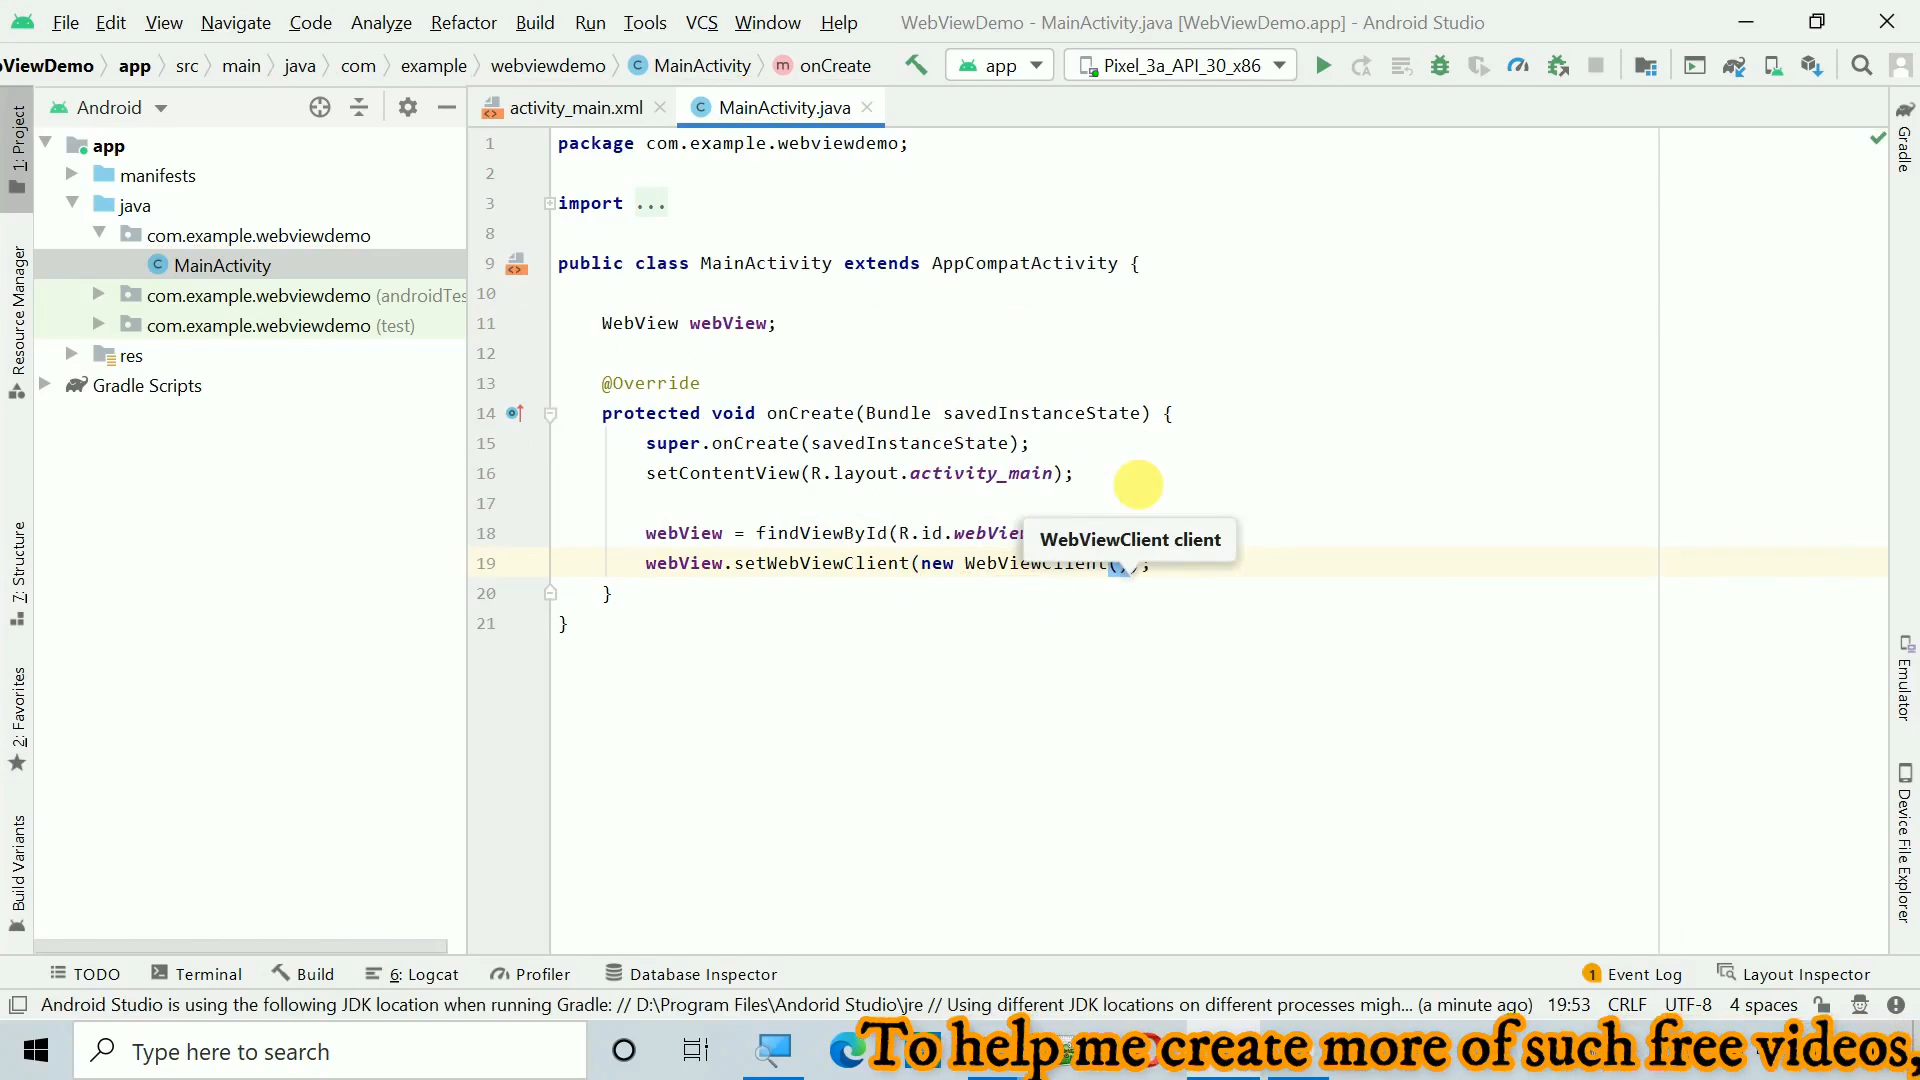 File Edit View Navigate Code Analyze Refactor Build Run Tools VCS Window Help WebViewDemo - MainActivity.java [WebViewDemo.app] - Android Studio
ViewDemo app src main java com example webviewdemo MainActivity onCreate app Pixel_3a_API_30_x86
Android activity_main.xml MainActivity.java
1: Project
Resource Manager
7: Structure
2: Favorites
Build Variants
app
manifests
java
com.example.webviewdemo
MainActivity
com.example.webviewdemo (androidTes
com.example.webviewdemo (test)
res
Gradle Scripts
1 package com.example.webviewdemo;
2
3 import ...
8
9 public class MainActivity extends AppCompatActivity {
10
11 WebView webView;
12
13 @Override
14 protected void onCreate(Bundle savedInstanceState) {
15 super.onCreate(savedInstanceState);
16 setContentView(R.layout.activity_main);
17
18 webView = findViewById(R.id.webView
WebViewClient client
19 webView.setWebViewClient(new WebViewClient());
20 }
21 }
Gradle
Emulator
Device File Explorer
TODO Terminal Build 6: Logcat Profiler Database Inspector 1 Event Log Layout Inspector
Android Studio is using the following JDK location when running Gradle: // D:\Program Files\Andorid Studio\jre // Using different JDK locations on different processes migh... (a minute ago) 19:53 CRLF UTF-8 4 spaces
Type here to search
To help me create more of such free videos,